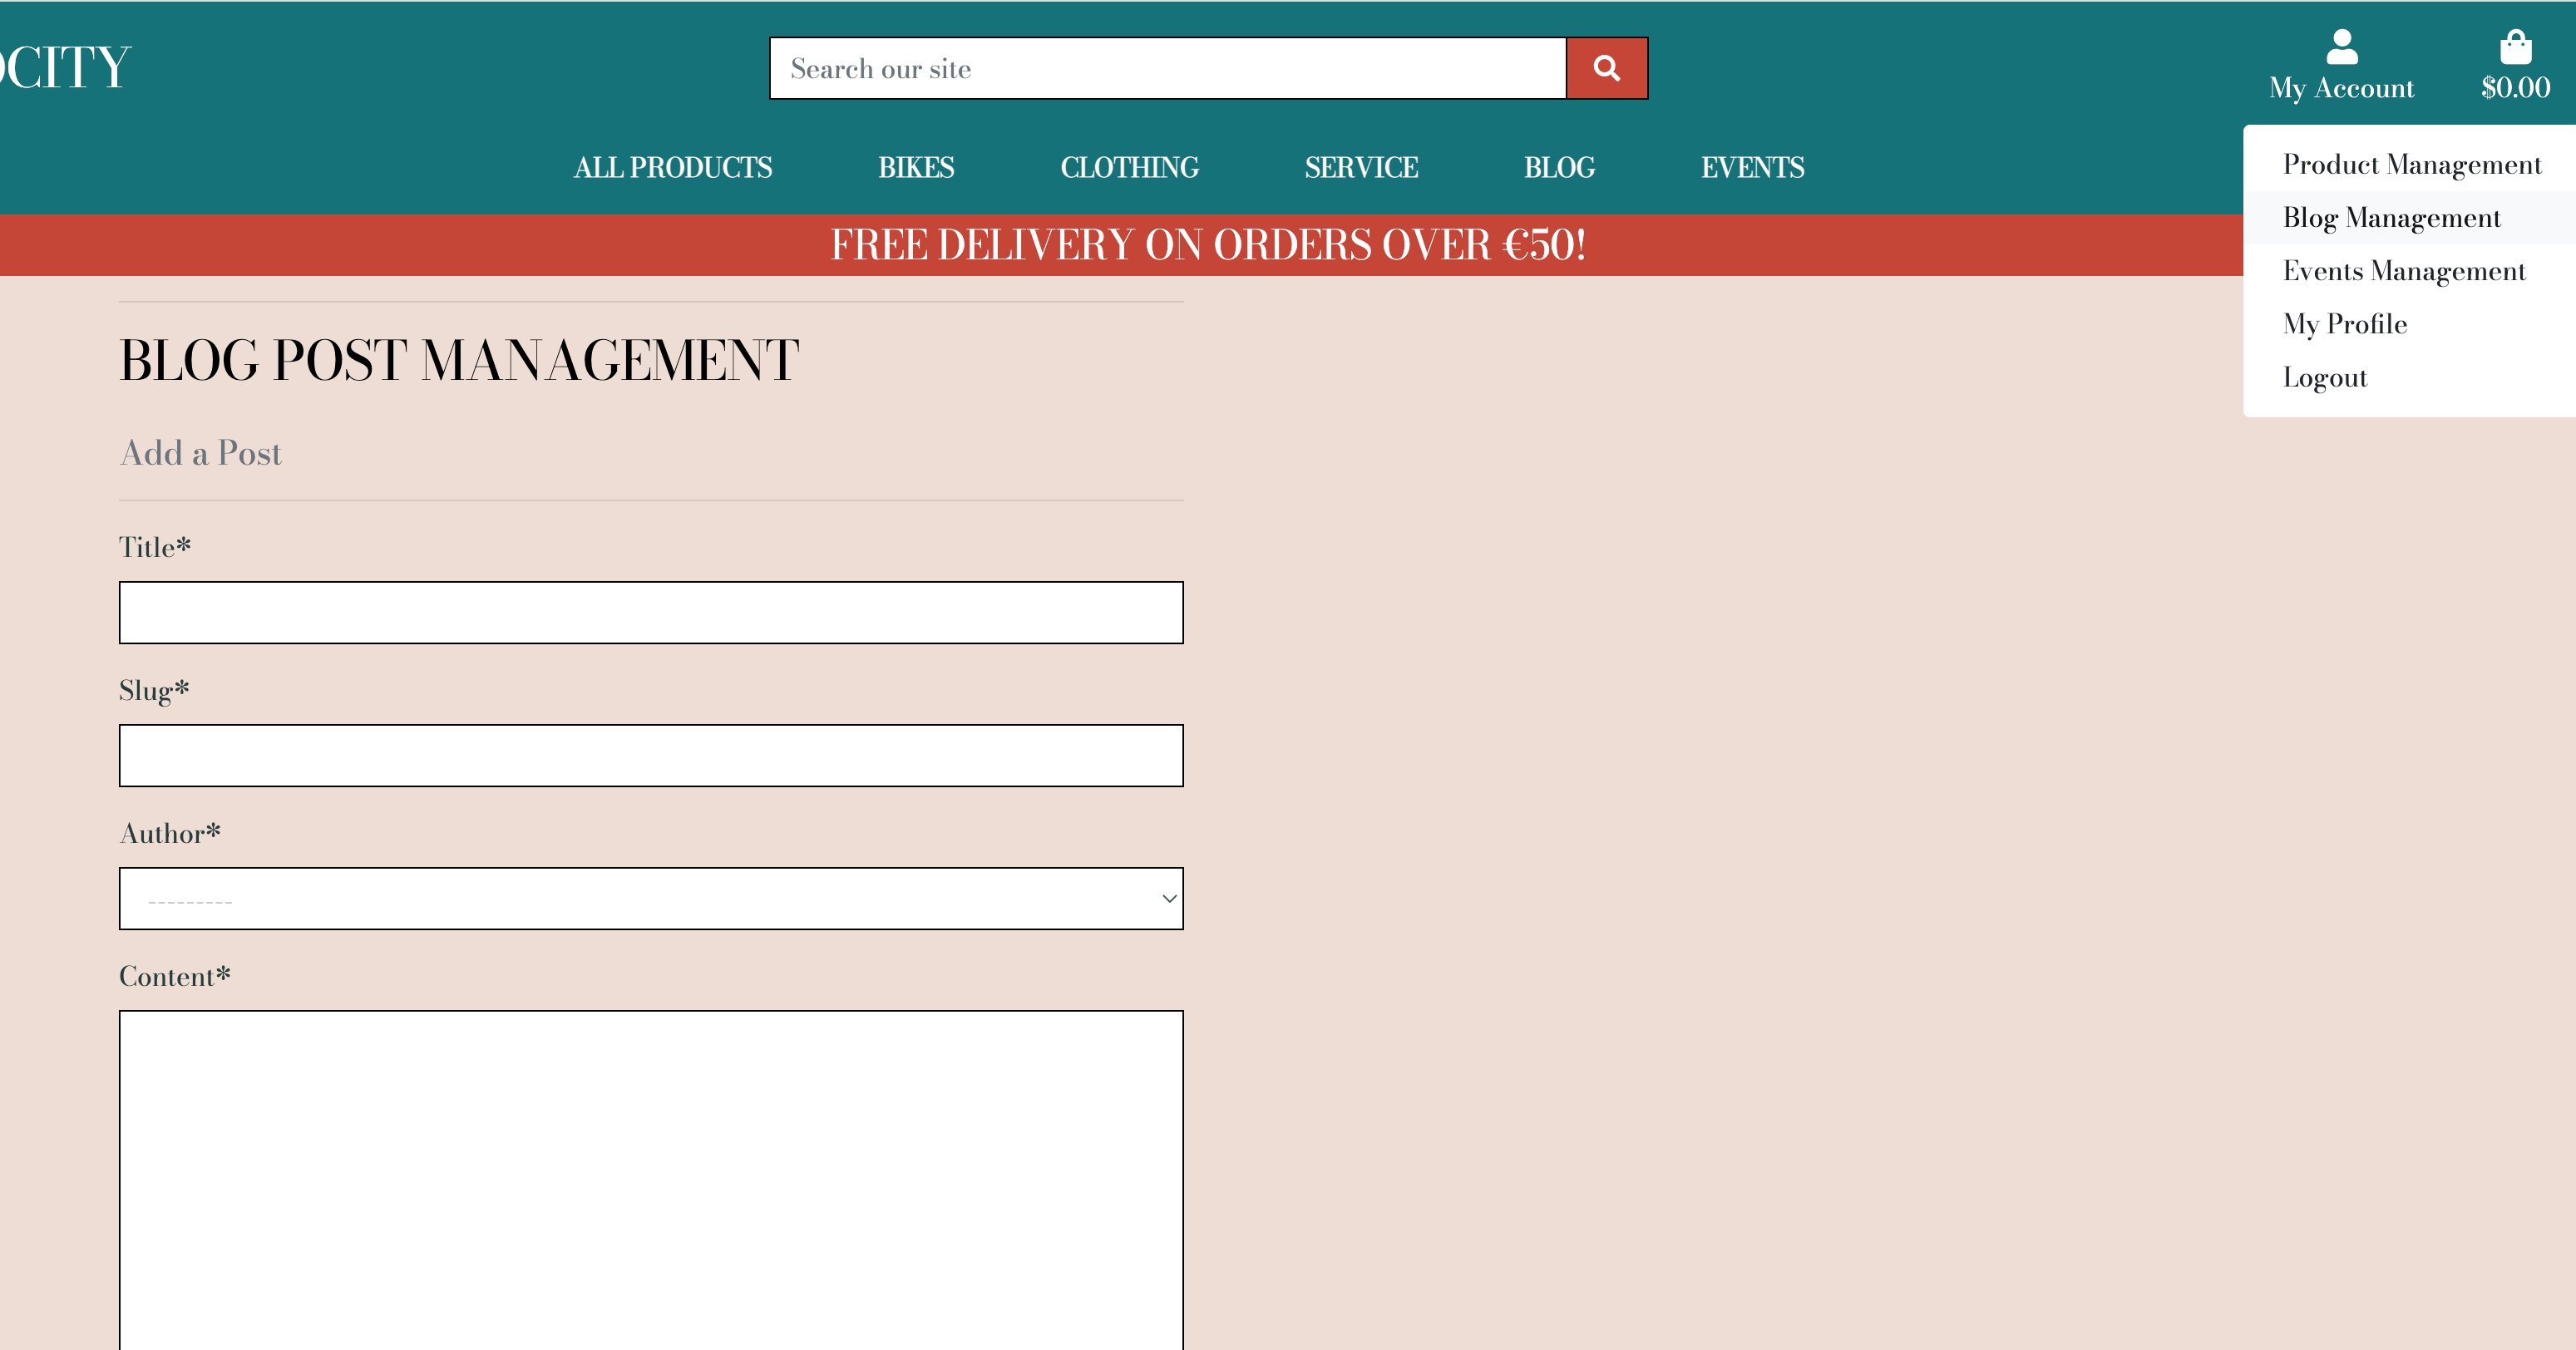 OCITY
Search our site
My Account
$0.00
ALL PRODUCTS BIKES CLOTHING SERVICE BLOG EVENTS
FREE DELIVERY ON ORDERS OVER €50!
Product Management
Blog Management
Events Management
My Profile
Logout
BLOG POST MANAGEMENT
Add a Post
Title*
Slug*
Author*
---------
Content*